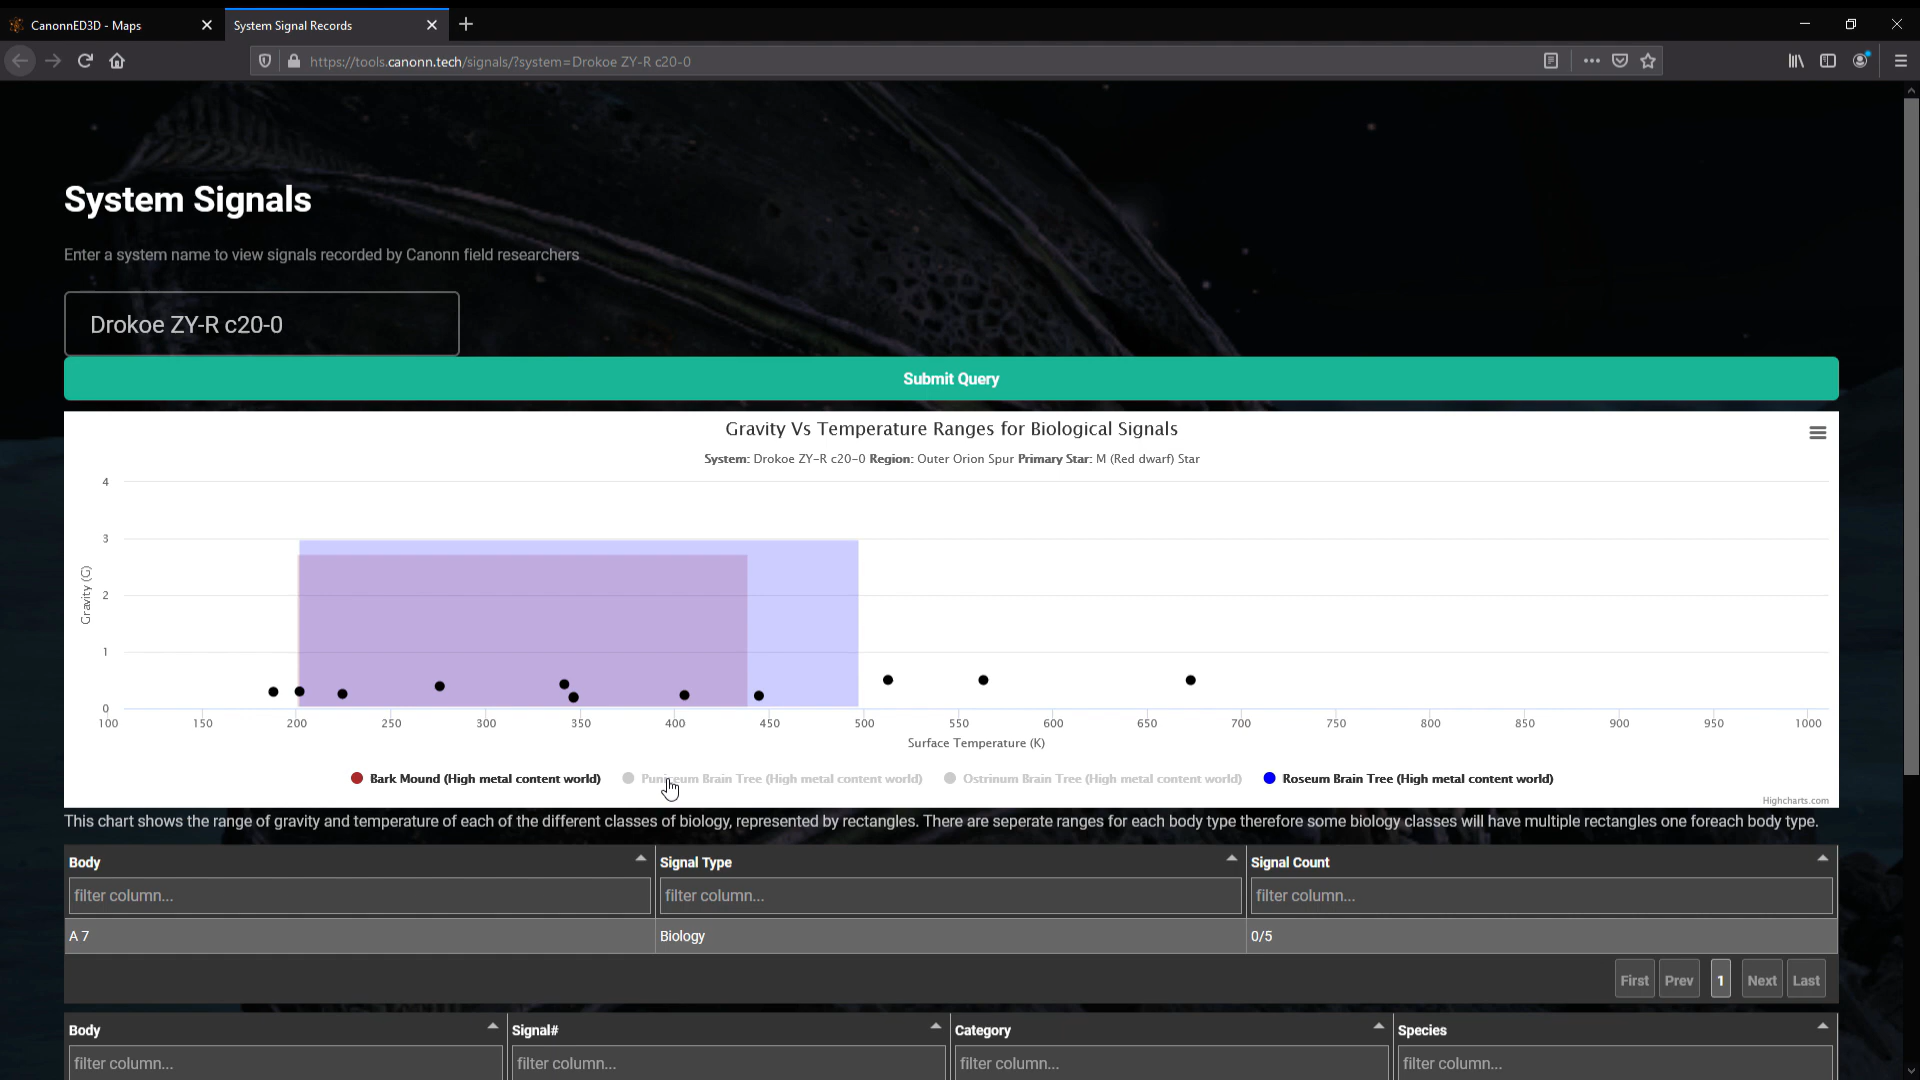 CanonnED3D - Maps
System Signal Records
https://tools.canonn.tech/signals/?system=Drokoe ZY-R c20-0
System Signals
Enter a system name to view signals recorded by Canonn field researchers
Drokoe ZY-R c20-0
Submit Query
Gravity Vs Temperature Ranges for Biological Signals
System: Drokoe ZY-R c20-0 Region: Outer Orion Spur Primary Star: M (Red dwarf) Star
4
3
2
1
0
Gravity (G)
100 150 200 250 300 350 400 450 500 550 600 650 700 750 800 850 900 950 1000
Surface Temperature (K)
Bark Mound (High metal content world) Puniceum Brain Tree (High metal content world) Ostrinum Brain Tree (High metal content world) Roseum Brain Tree (High metal content world)
Highcharts.com
This chart shows the range of gravity and temperature of each of the different classes of biology, represented by rectangles. There are seperate ranges for each body type therefore some biology classes will have multiple rectangles one foreach body type.
Body Signal Type Signal Count
filter column... filter column... filter column...
A 7 Biology 0/5
First Prev 1 Next Last
Body Signal# Category Species
filter column... filter column... filter column... filter column...